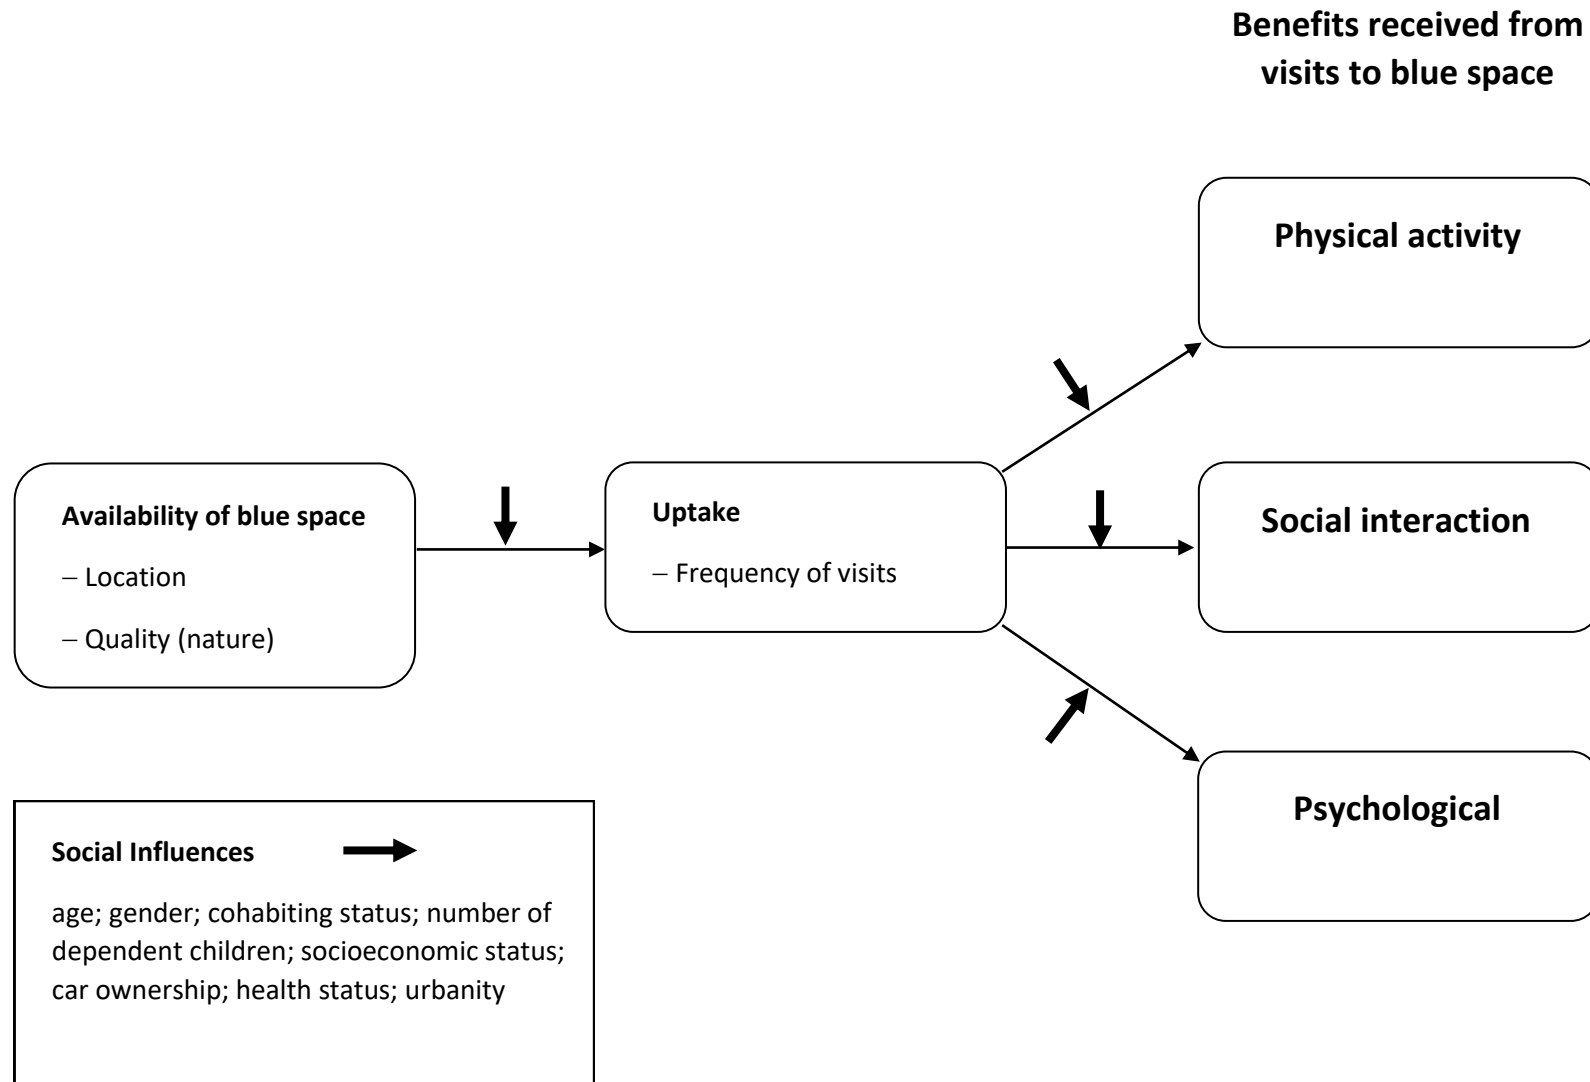 Benefits received from
visits to blue space
Physical activity
Availability of blue space
– Location
– Quality (nature)
Uptake
– Frequency of visits
Social interaction
Psychological
Social Influences
age; gender; cohabiting status; number of
dependent children; socioeconomic status;
car ownership; health status; urbanity